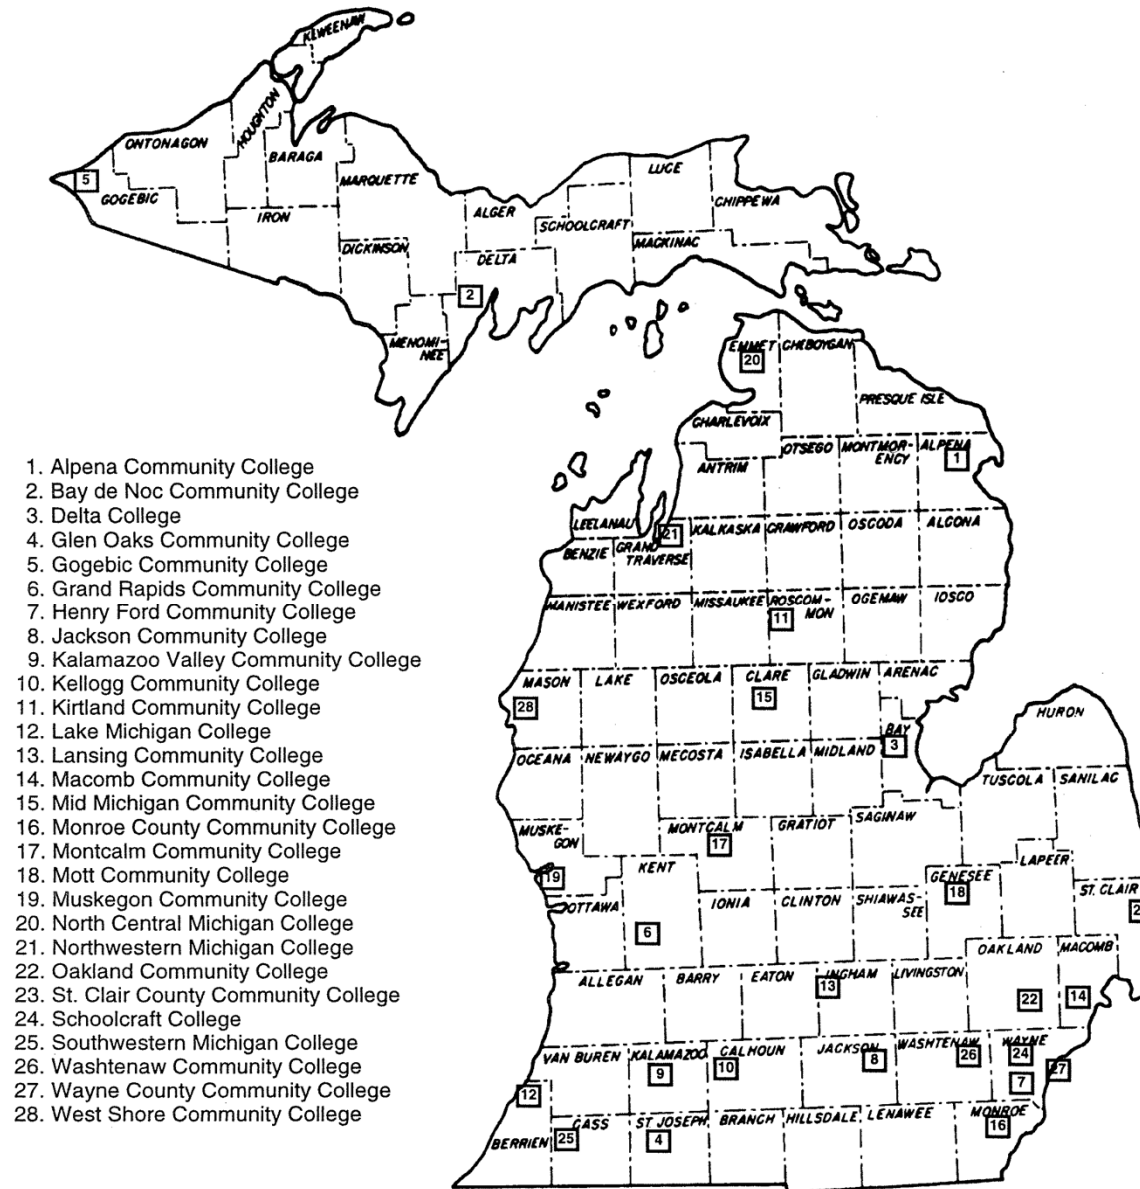 KEWEENAW
HOUGHTON
ONTONAGON
BARAGA
LUCE
5
MARQUETTE
GOGEBIC
CHIPPEWA
IRON
ALGER
SCHOOLCRAFT
DICKINSON
MACKINAC
DELTA
2
MENOMI-
NEE
EMMET
CHEBOYGAN
20
PRESQUE ISLE
CHARLEVOIX
OTSEGO
MONTMOR-
ENCY
ALPENA
1
ANTRIM
1. Alpena Community College
2. Bay de Noc Community College
3. Delta College
4. Glen Oaks Community College
5. Gogebic Community College
6. Grand Rapids Community College
7. Henry Ford Community College
8. Jackson Community College
9. Kalamazoo Valley Community College
10. Kellogg Community College
11. Kirtland Community College
12. Lake Michigan College
13. Lansing Community College
14. Macomb Community College
15. Mid Michigan Community College
16. Monroe County Community College
17. Montcalm Community College
18. Mott Community College
19. Muskegon Community College
20. North Central Michigan College
21. Northwestern Michigan College
22. Oakland Community College
23. St. Clair County Community College
24. Schoolcraft College
25. Southwestern Michigan College
26. Washtenaw Community College
27. Wayne County Community College
28. West Shore Community College
LEELANAU
21
KALKASKA
CRAWFORD
OSCODA
ALCONA
BENZIE
GRAND
TRAVERSE
MANISTEE
WEXFORD
MISSAUKEE
ROSCOM-
MON
11
OGEMAW
IOSCO
MASON
LAKE
OSCEOLA
CLARE
GLADWIN
ARENAC
28
15
HURON
BAY
3
OCEANA
NEWAYGO
MECOSTA
ISABELLA
MIDLAND
TUSCOLA
SANILAC
MUSKE-
GON
MONTCALM
17
GRATIOT
SAGINAW
19
KENT
GENESEE
18
LAPEER
ST. CLAIR
2
OTTAWA
IONIA
CLINTON
SHIAWAS-
SEE
6
OAKLAND
MACOMB
ALLEGAN
BARRY
EATON
INGHAM
13
LIVINGSTON
22
14
VAN BUREN
KALAMAZOO
9
CALHOUN
10
JACKSON
8
WASHTENAW
26
WAYNE
24
27
7
12
BERRIEN
CASS
25
ST JOSEPH
4
BRANCH
HILLSDALE
LENAWEE
MONROE
16